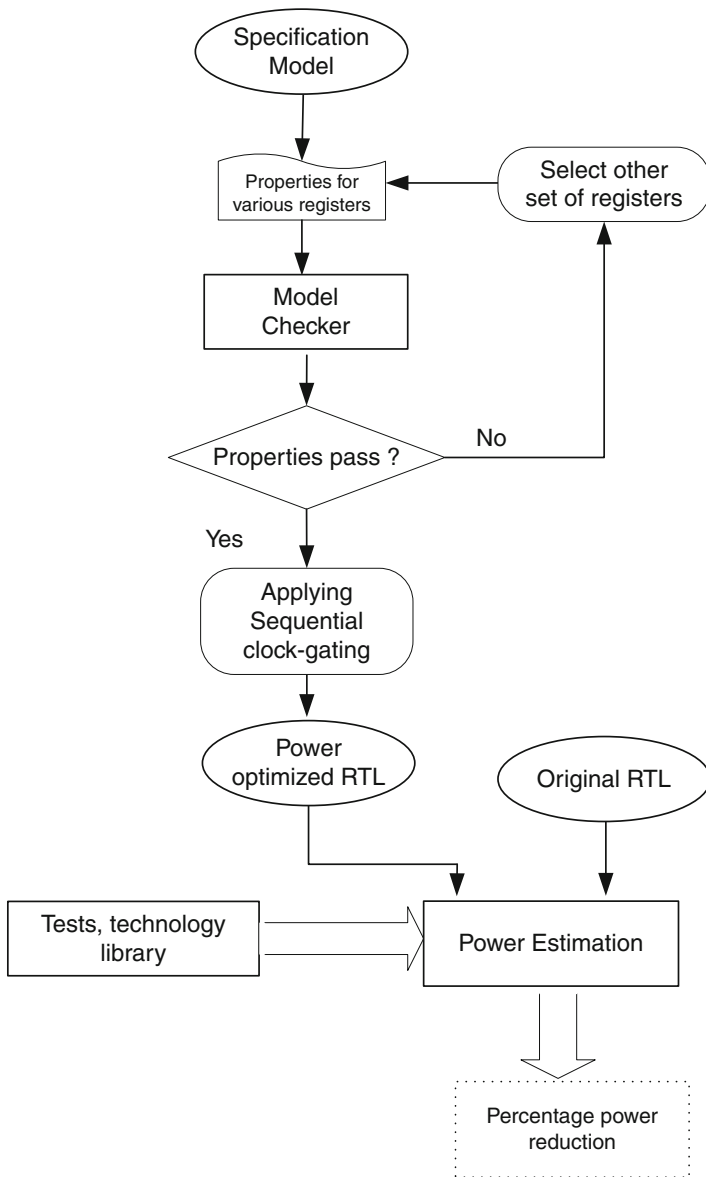 Specification
Model
Properties for
various registers
Select other
set of registers
Model
Checker
Properties pass ?
No
Yes
Applying
Sequential
clock-gating
Power
optimized RTL
Original RTL
Tests, technology
library
Power Estimation
Percentage power
reduction